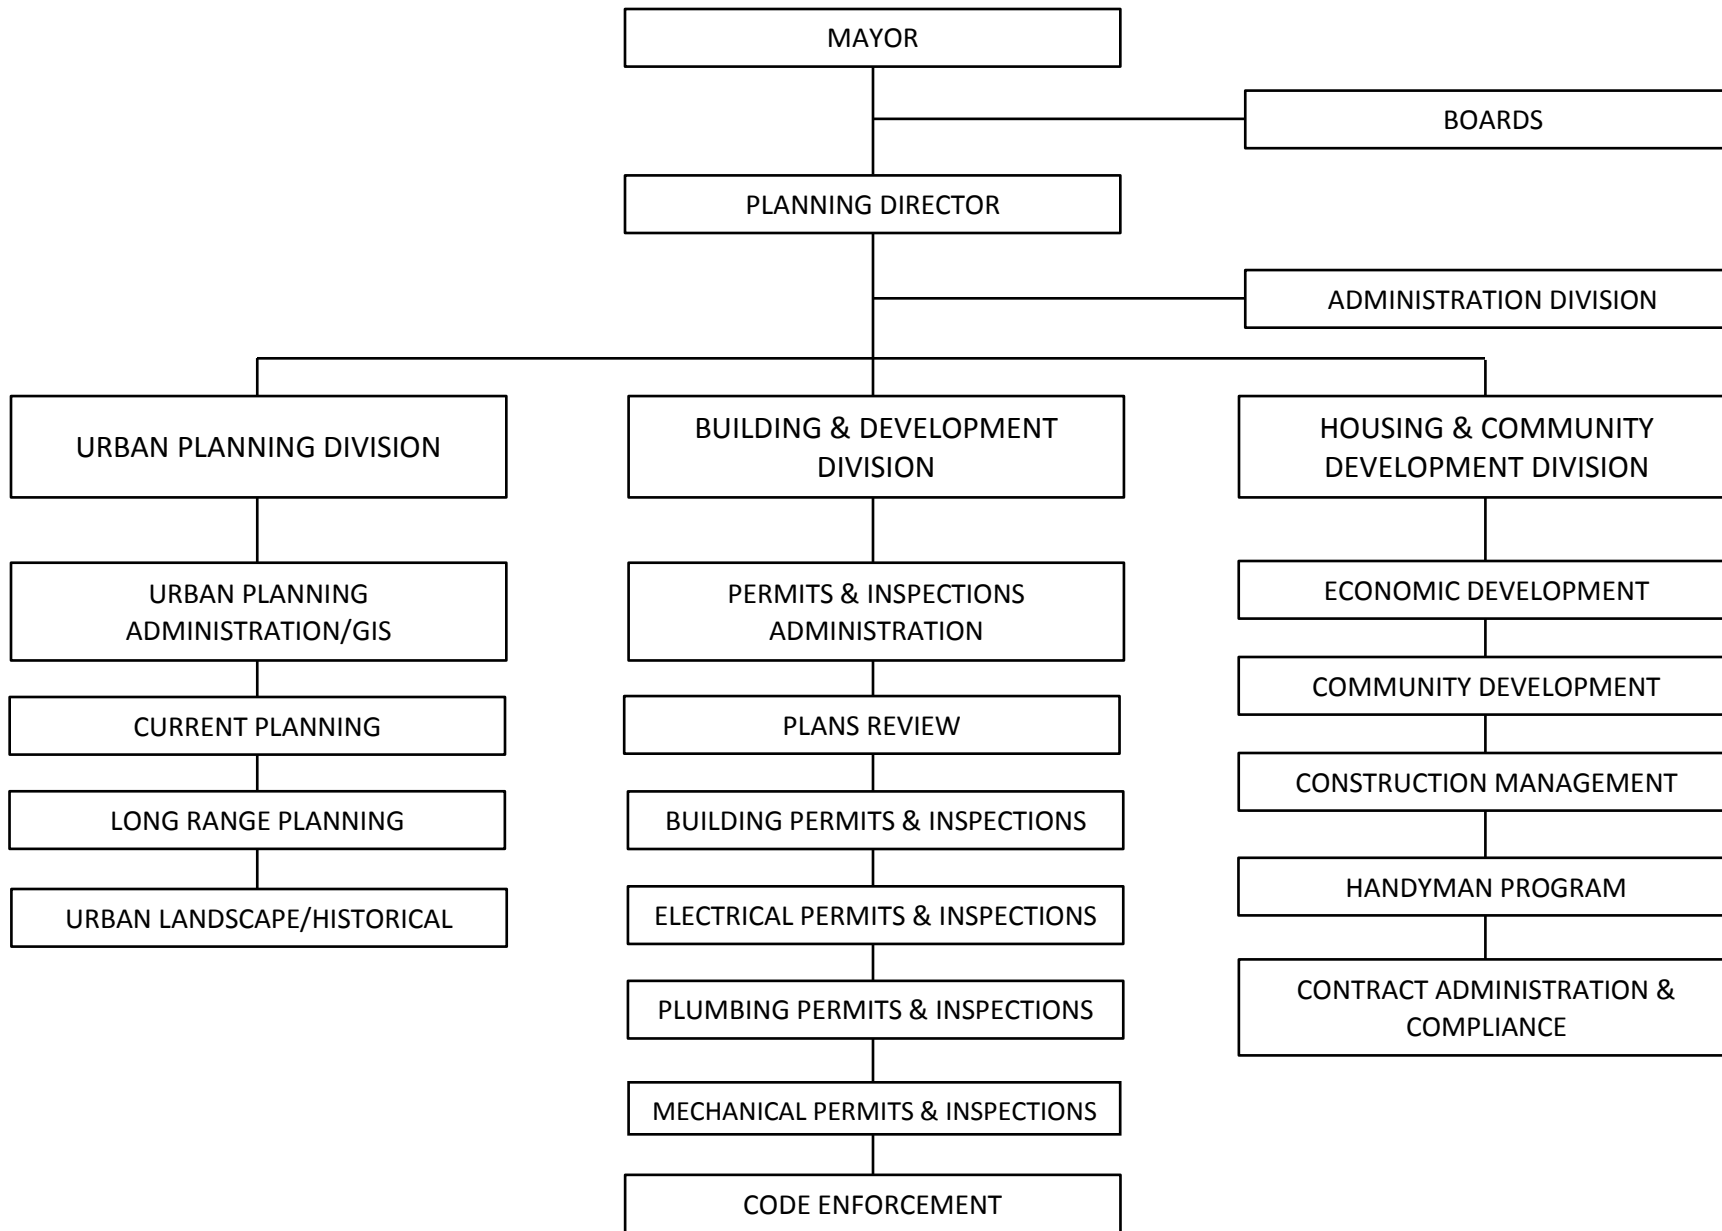 MAYOR
BOARDS
PLANNING DIRECTOR
ADMINISTRATION DIVISION
URBAN PLANNING DIVISION
BUILDING & DEVELOPMENT
DIVISION
HOUSING & COMMUNITY
DEVELOPMENT DIVISION
URBAN PLANNING
ADMINISTRATION/GIS
CURRENT PLANNING
LONG RANGE PLANNING
URBAN LANDSCAPE/HISTORICAL
PERMITS & INSPECTIONS
ADMINISTRATION
PLANS REVIEW
BUILDING PERMITS & INSPECTIONS
ELECTRICAL PERMITS & INSPECTIONS
PLUMBING PERMITS & INSPECTIONS
MECHANICAL PERMITS & INSPECTIONS
CODE ENFORCEMENT
ECONOMIC DEVELOPMENT
COMMUNITY DEVELOPMENT
CONSTRUCTION MANAGEMENT
HANDYMAN PROGRAM
CONTRACT ADMINISTRATION &
COMPLIANCE